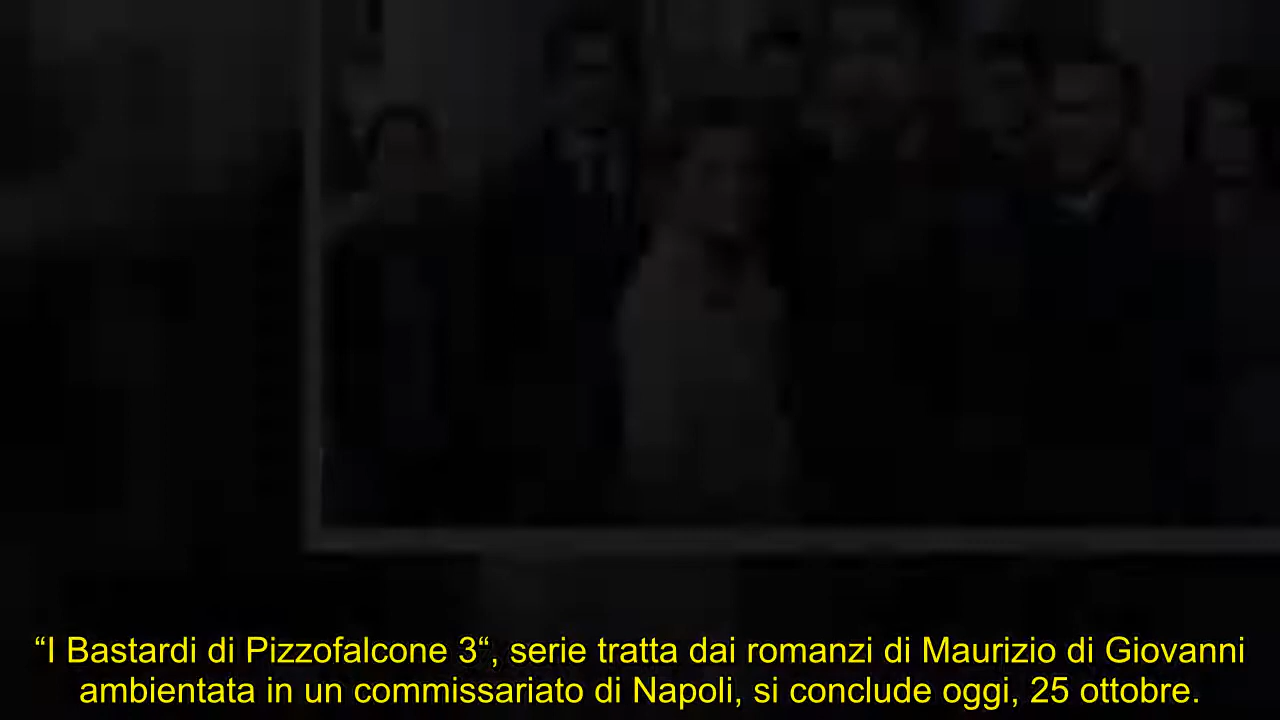 “I Bastardi di Pizzofalcone 3“, serie tratta dai romanzi di Maurizio di Giovanni
ambientata in un commissariato di Napoli, si conclude oggi, 25 ottobre.